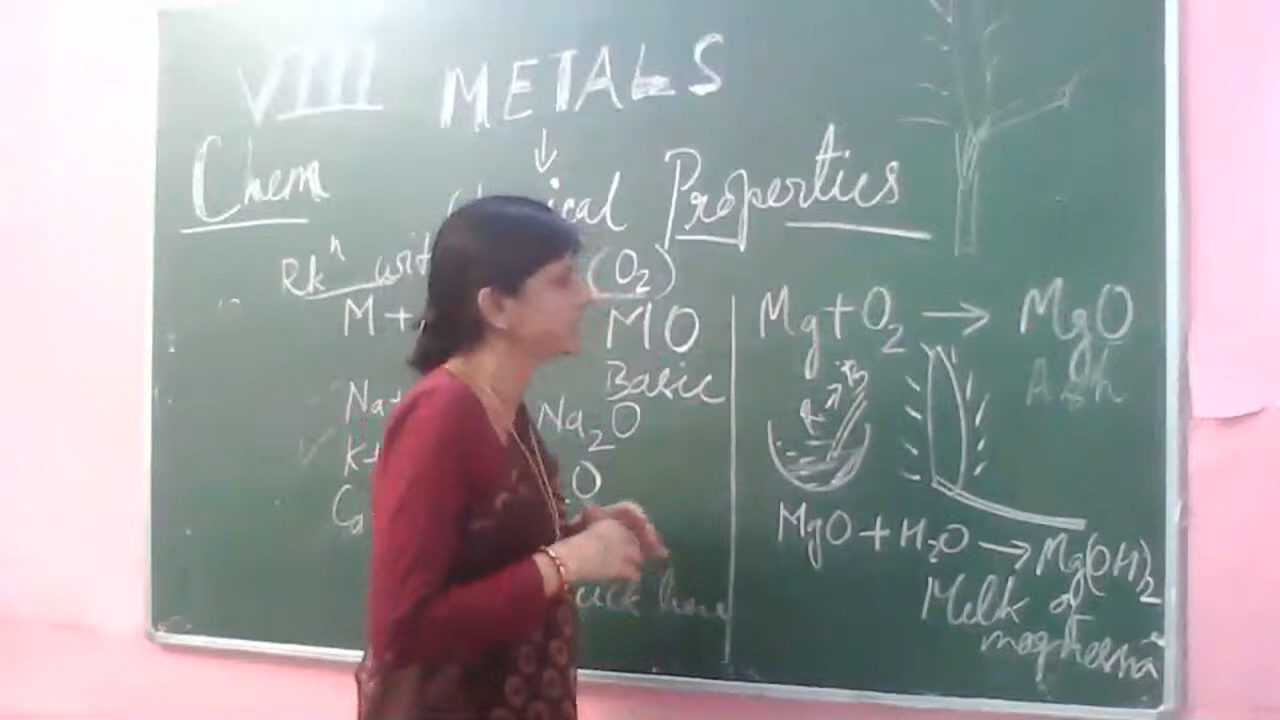 VIII METALS
Chem
↓
Properties
Rkⁿ (O₂)
M + MO
Basic
Na+ Na₂O
K+ O
Ca
Mg + O₂ → MgO
Ash
MgO + H₂O → Mg(OH)₂
Milk of
magnesia